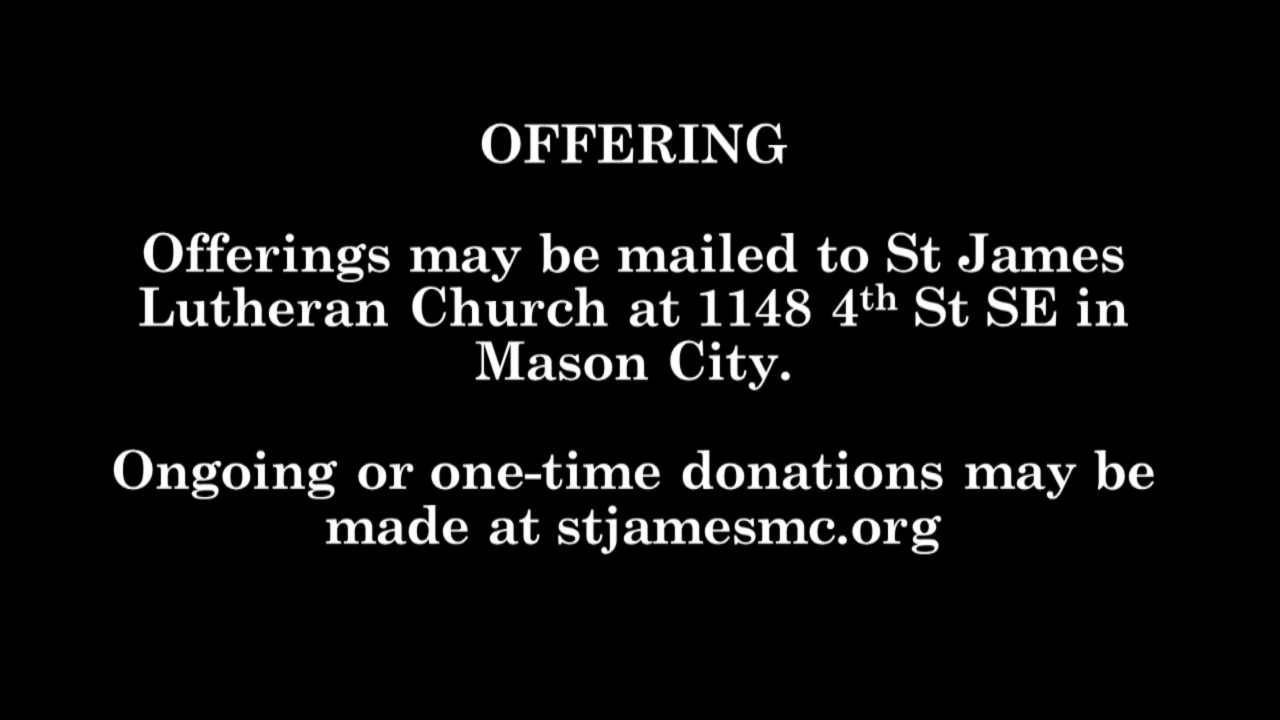 OFFERING
Offerings may be mailed to St James
Lutheran Church at 1148 4th St SE in
Mason City.
Ongoing or one-time donations may be
made at stjamesmc.org